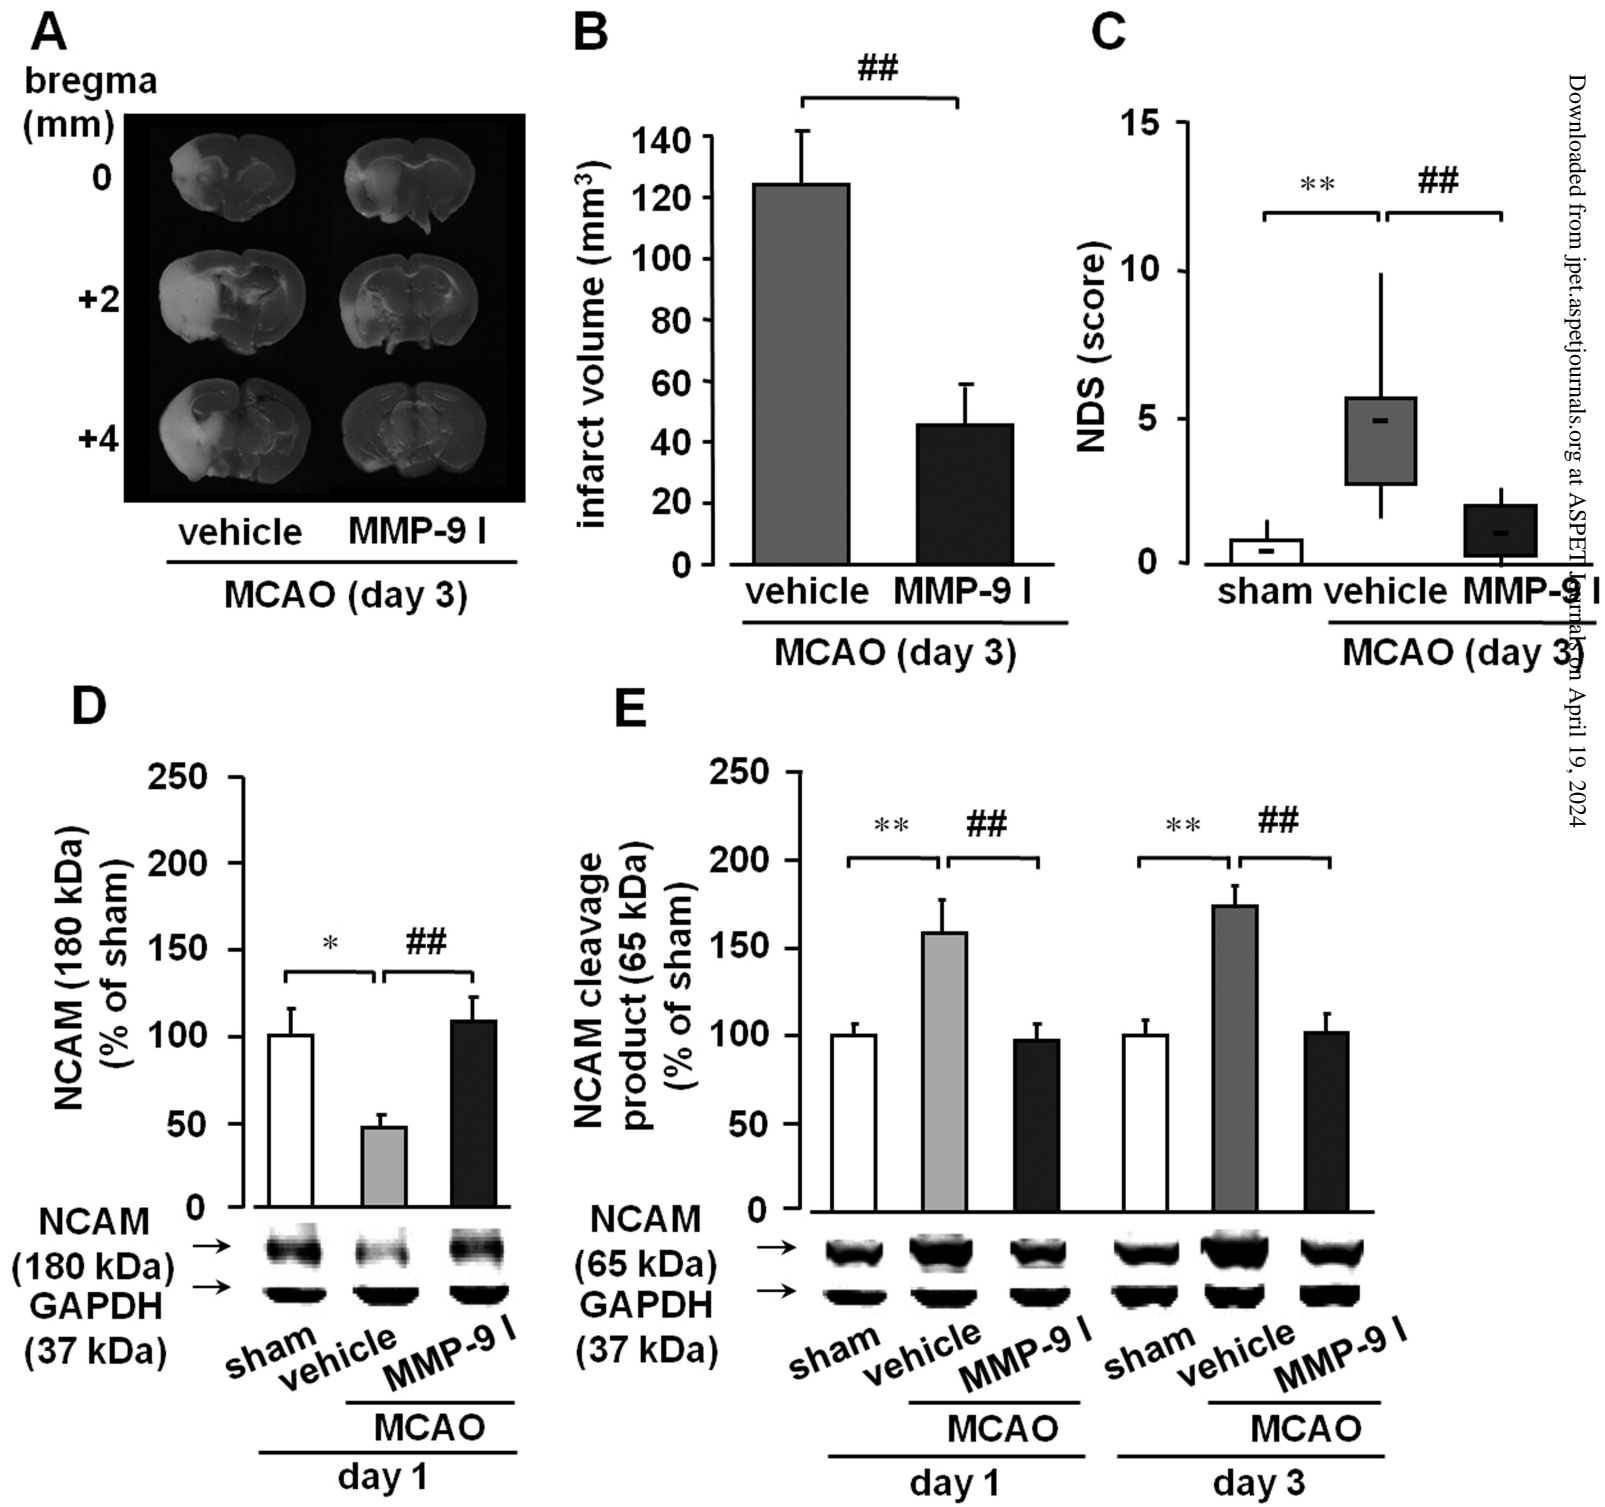 A
bregma
(mm)
0
+2
+4
vehicle MMP-9 I
MCAO (day 3)
B
##
infarct volume (mm³)
140
120
100
80
60
40
20
0
vehicle MMP-9 I
MCAO (day 3)
C
** ##
NDS (score)
15
10
5
0
sham vehicle MMP-9 I
MCAO (day 3)
Downloaded from jpet.aspetjournals.org at ASPET Journals on April 19, 2024
D
NCAM (180 kDa)
(% of sham)
250
200
150
100
50
0
* ##
NCAM
(180 kDa)
GAPDH
(37 kDa)
sham vehicle MMP-9 I
MCAO
day 1
E
NCAM cleavage
product (65 kDa)
(% of sham)
250
200
150
100
50
0
** ## ** ##
NCAM
(65 kDa)
GAPDH
(37 kDa)
sham vehicle MMP-9 I sham vehicle MMP-9 I
MCAO MCAO
day 1 day 3